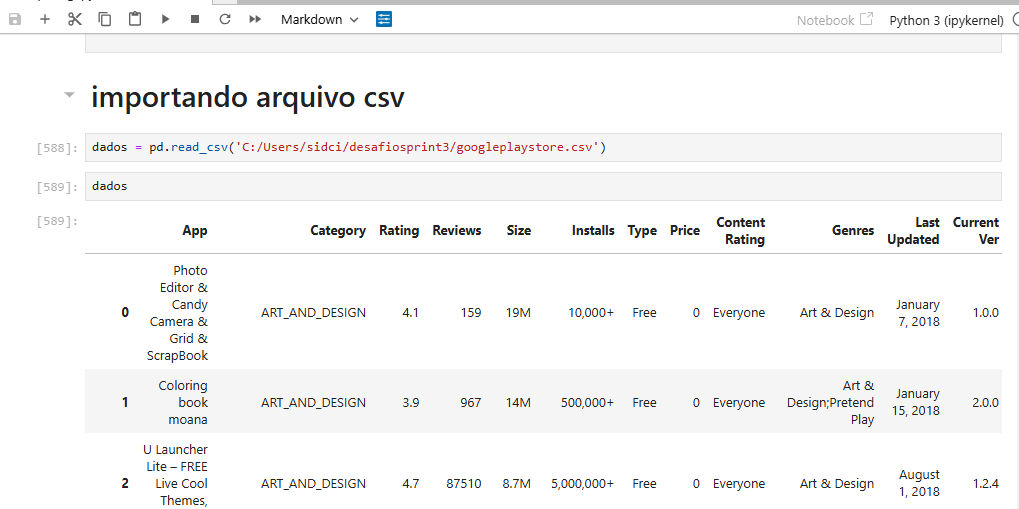 Markdown Notebook Python 3 (ipykernel)
importando arquivo csv
[588]: dados = pd.read_csv('C:/Users/sidci/desafiosprint3/googleplaystore.csv')
[589]: dados
[589]:
App Category Rating Reviews Size Installs Type Price Content Rating Genres Last Updated Current Ver
0 Photo Editor & Candy Camera & Grid & ScrapBook ART_AND_DESIGN 4.1 159 19M 10,000+ Free 0 Everyone Art & Design January 7, 2018 1.0.0
1 Coloring book moana ART_AND_DESIGN 3.9 967 14M 500,000+ Free 0 Everyone Art & Design;Pretend Play January 15, 2018 2.0.0
2 U Launcher Lite – FREE Live Cool Themes, ART_AND_DESIGN 4.7 87510 8.7M 5,000,000+ Free 0 Everyone Art & Design August 1, 2018 1.2.4